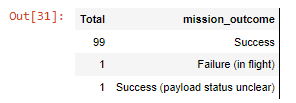 Out[31]:
Total mission_outcome
99 Success
1 Failure (in flight)
1 Success (payload status unclear)